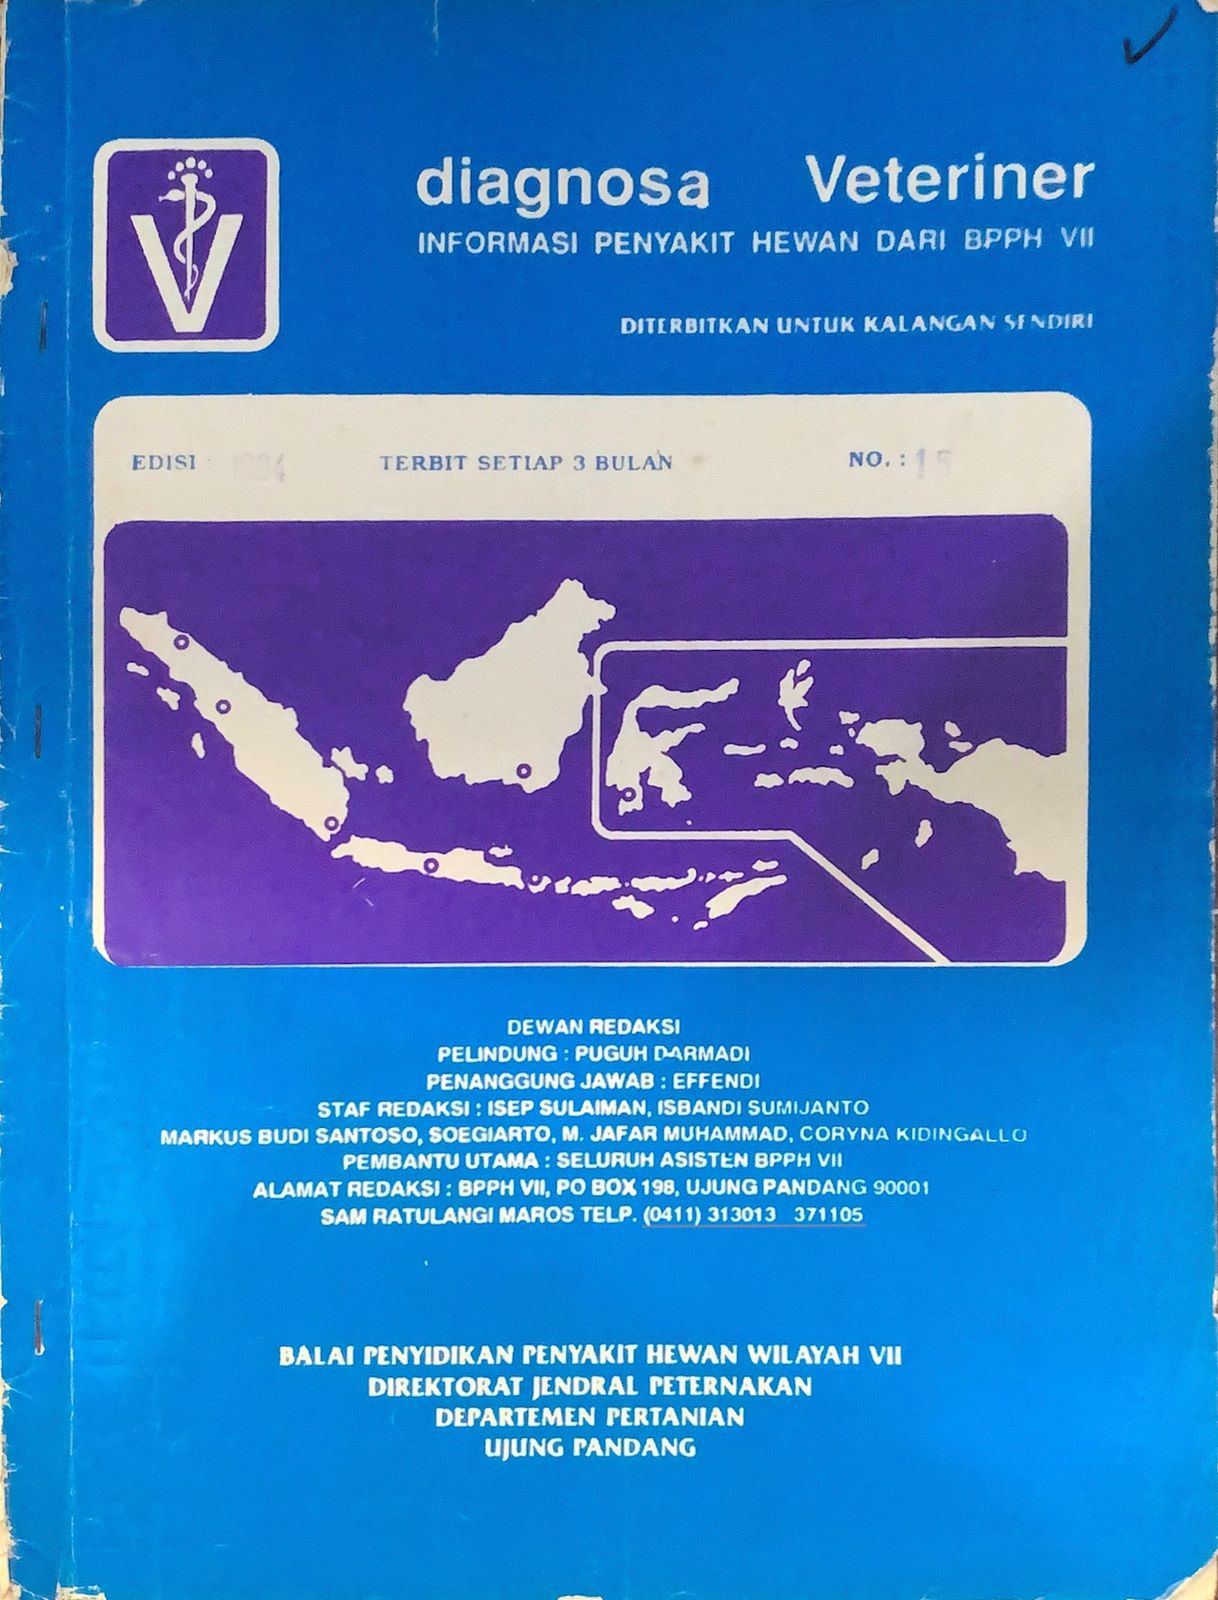 V
diagnosa Veteriner
INFORMASI PENYAKIT HEWAN DARI BPPH VII
DITERBITKAN UNTUK KALANGAN SENDIRI
EDISI : 1994 TERBIT SETIAP 3 BULAN NO. : 15
DEWAN REDAKSI
PELINDUNG : PUGUH DARMADI
PENANGGUNG JAWAB : EFFENDI
STAF REDAKSI : ISEP SULAIMAN, ISBANDI SUMIJANTO
MARKUS BUDI SANTOSO, SOEGIARTO, M. JAFAR MUHAMMAD, CORYNA KIDINGALLO
PEMBANTU UTAMA : SELURUH ASISTEN BPPH VII
ALAMAT REDAKSI : BPPH VII, PO BOX 198, UJUNG PANDANG 90001
SAM RATULANGI MAROS TELP. (0411) 313013 371105
BALAI PENYIDIKAN PENYAKIT HEWAN WILAYAH VII
DIREKTORAT JENDRAL PETERNAKAN
DEPARTEMEN PERTANIAN
UJUNG PANDANG